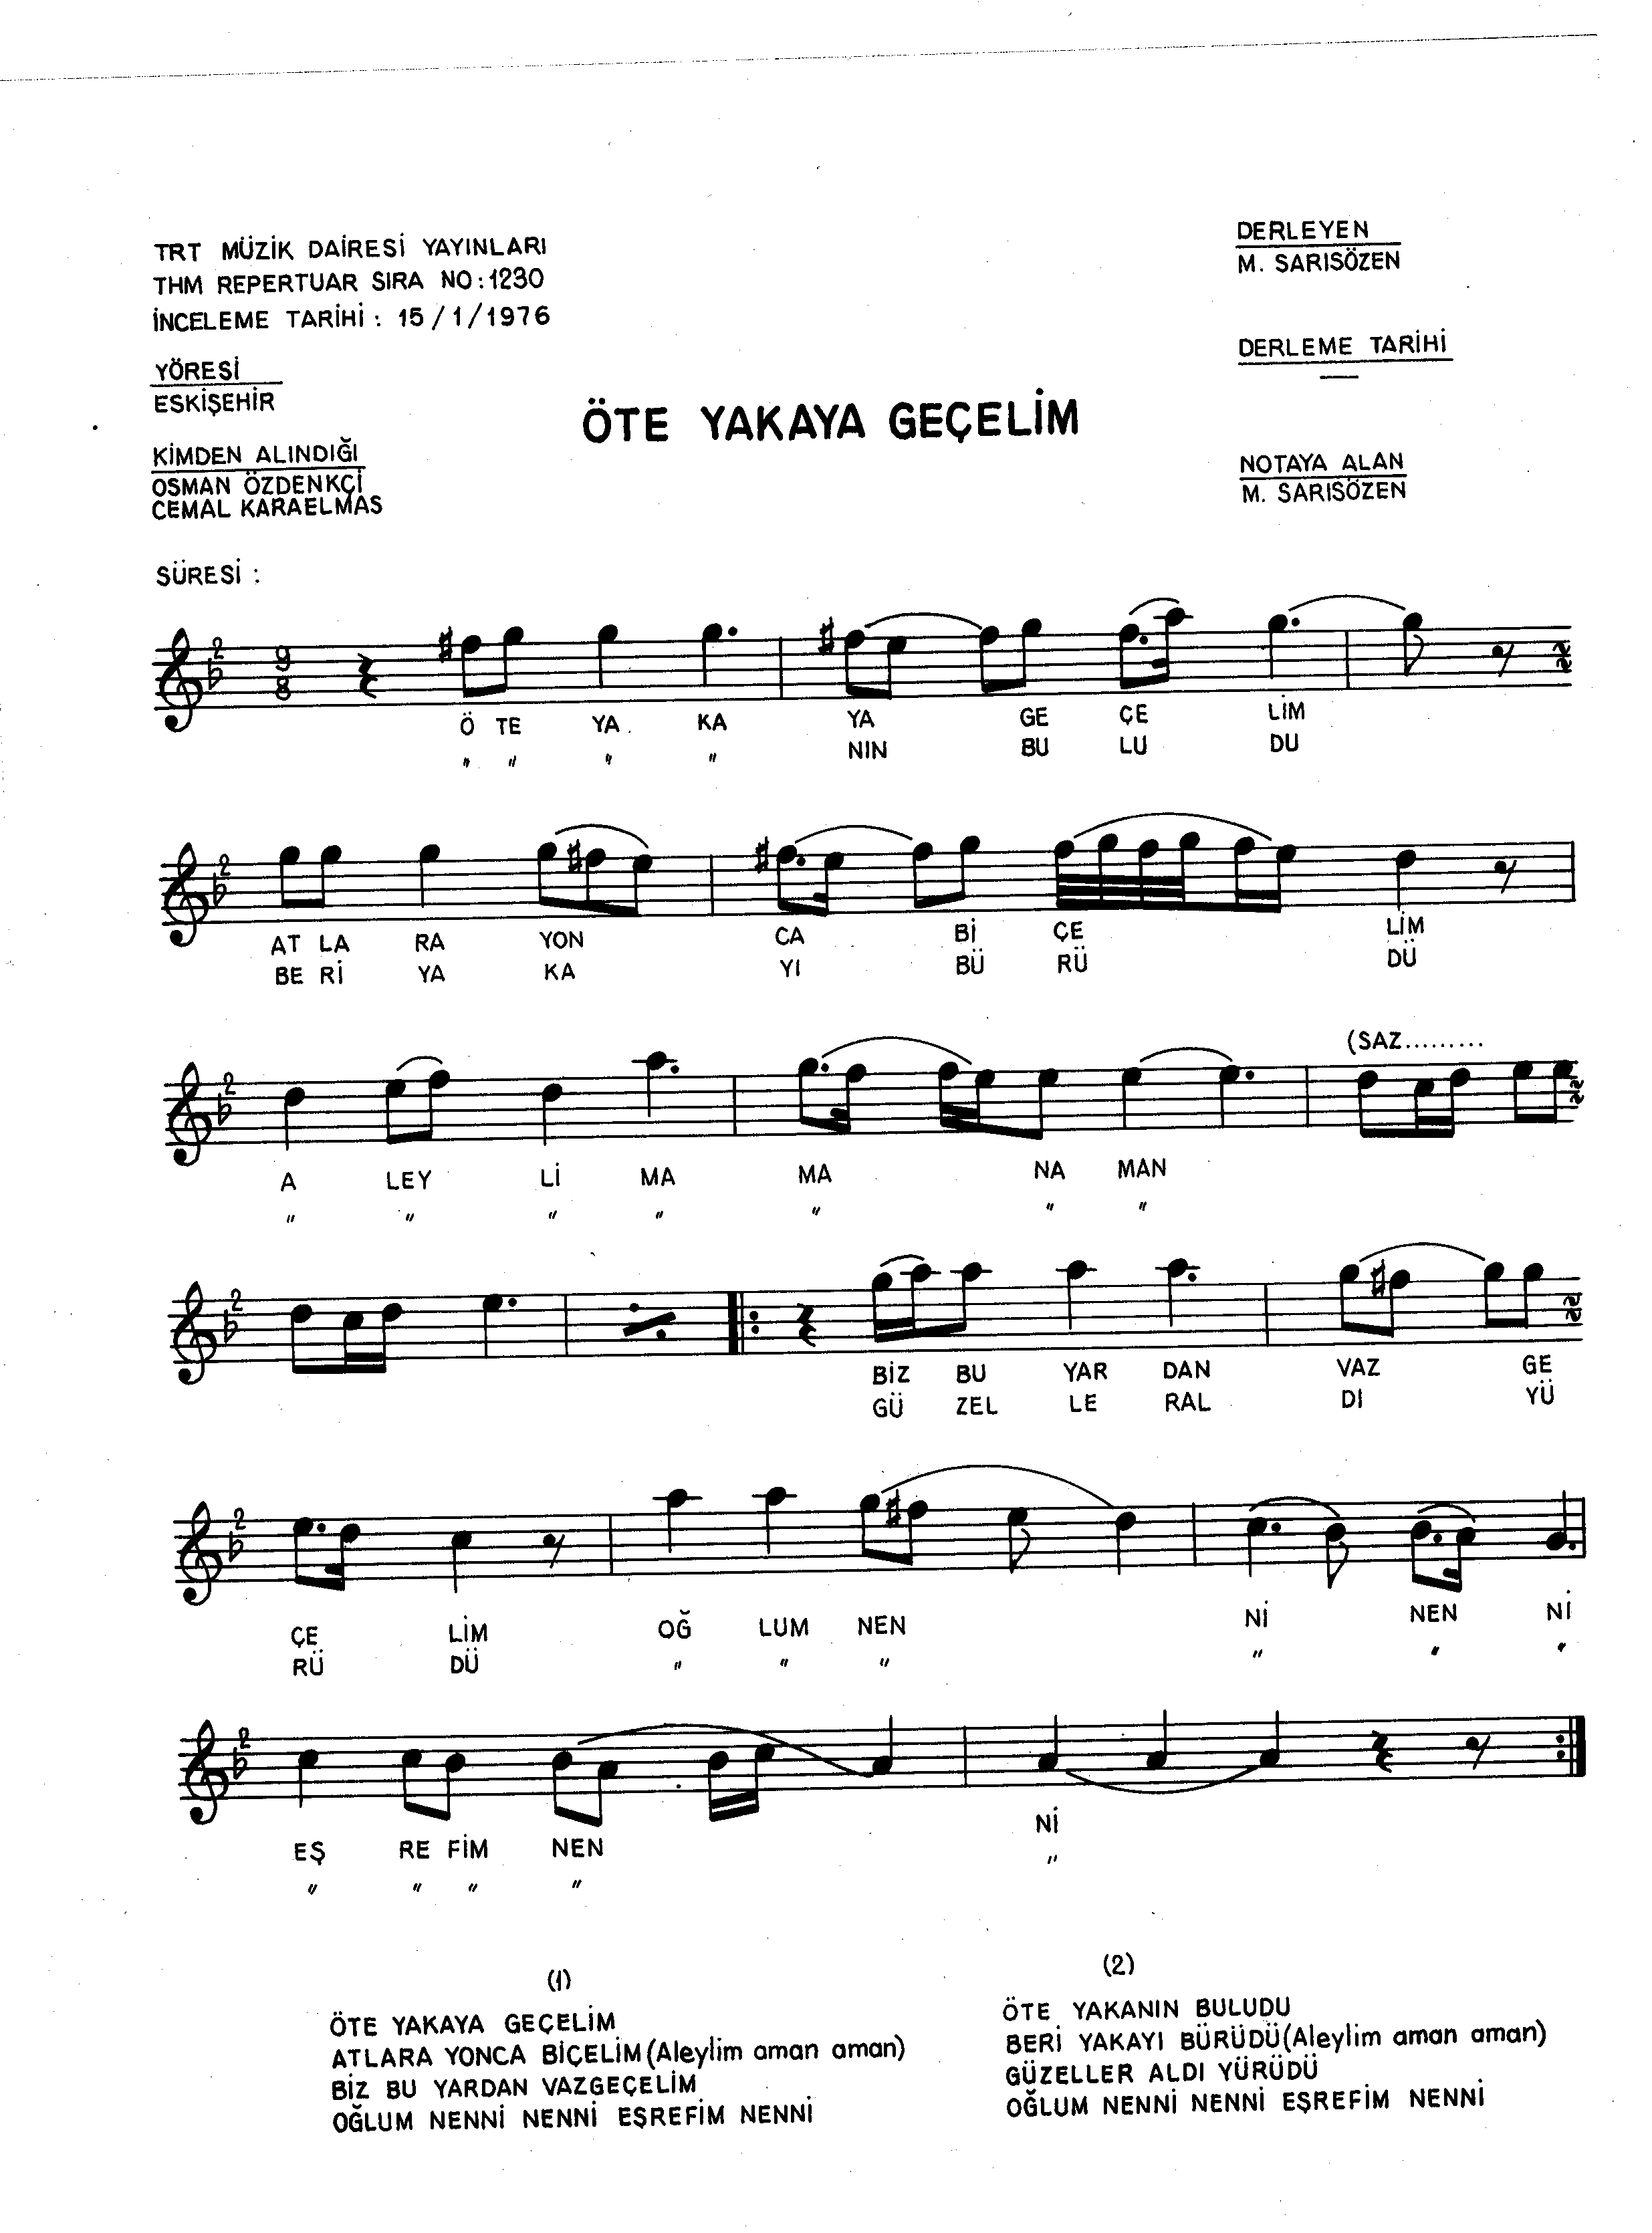 TRT MÜZİK DAİRESİ YAYINLARI
THM REPERTUAR SIRA NO:1230
İNCELEME TARİHİ : 15/1/1976
YÖRESİ
ESKİŞEHİR
KİMDEN ALINDIĞI
OSMAN ÖZDENKÇİ
CEMAL KARAELMAS
SÜRESİ :
ÖTE YAKAYA GEÇELİM
DERLEYEN
M. SARISÖZEN
DERLEME TARİHİ
—
NOTAYA ALAN
M. SARISÖZEN
2
9
8
Ö TE YA . KA YA GE ÇE LİM
" " " " NIN BU LU DU
2
AT LA RA YON CA Bİ ÇE LİM
BE Rİ YA KA YI BÜ RÜ DÜ
(SAZ.........
2
A LEY Lİ MA MA NA MAN
" " " " " " "
2
BİZ BU YAR DAN VAZ GE
GÜ ZEL LE RAL DI YÜ
2
ÇE LİM OĞ LUM NEN Nİ NEN Nİ
RÜ DÜ " " " " " "
2
EŞ RE FİM NEN Nİ
" " " " "
(1)
ÖTE YAKAYA GEÇELİM
ATLARA YONCA BİÇELİM(Aleylim aman aman)
BİZ BU YARDAN VAZGEÇELİM
OĞLUM NENNİ NENNİ EŞREFİM NENNİ
(2)
ÖTE YAKANIN BULUDU
BERİ YAKAYI BÜRÜDÜ(Aleylim aman aman)
GÜZELLER ALDI YÜRÜDÜ
OĞLUM NENNİ NENNİ EŞREFİM NENNİ